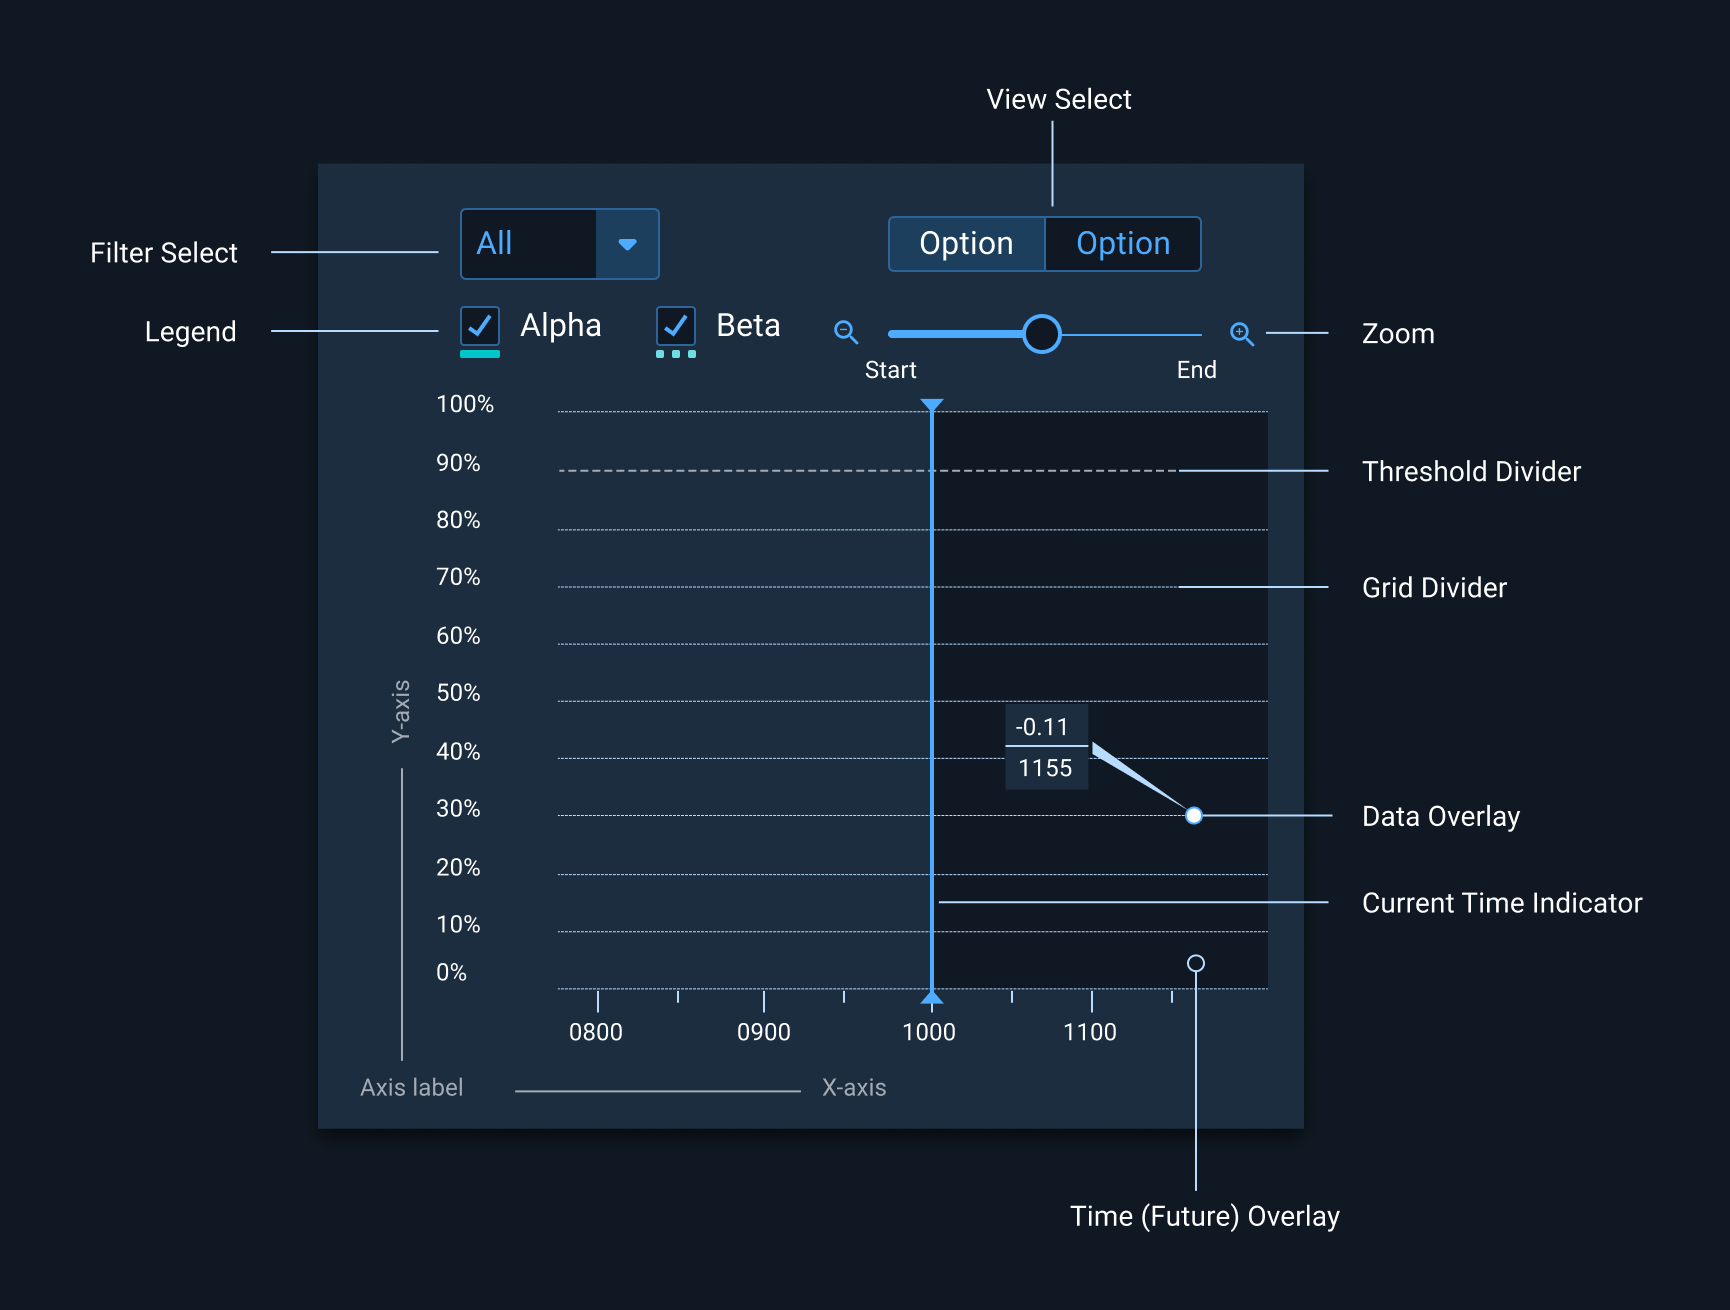 View Select
Filter Select
All
Option
Option
Legend
Alpha
Beta
Zoom
Start
End
100%
90%
Threshold Divider
80%
70%
Grid Divider
60%
50%
Y-axis
-0.11
40%
1155
30%
Data Overlay
20%
Current Time Indicator
10%
0%
0800
0900
1000
1100
Axis label
X-axis
Time (Future) Overlay